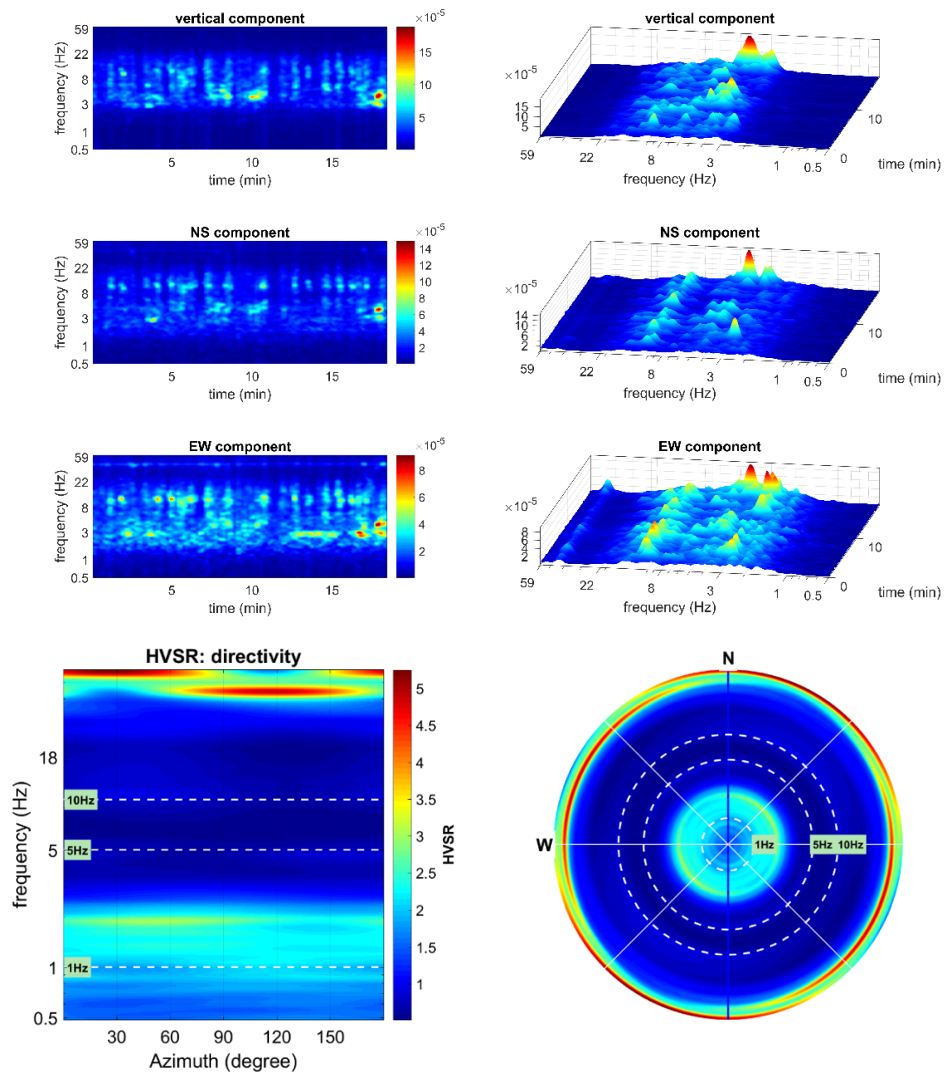 vertical component
59
22
8
3
1
0.5
frequency (Hz)
5 10 15
time (min)
×10-5
15
10
5
vertical component
×10-5
15
10
5
59 22 8 3 1 0.5
frequency (Hz)
0 10
time (min)
NS component
59
22
8
3
1
0.5
frequency (Hz)
5 10 15
time (min)
×10-5
14
12
10
8
6
4
2
NS component
×10-5
14
10
6
2
59 22 8 3 1 0.5
frequency (Hz)
0 10
time (min)
EW component
59
22
8
3
1
0.5
frequency (Hz)
5 10 15
time (min)
×10-5
8
6
4
2
EW component
×10-5
8
6
4
2
59 22 8 3 1 0.5
frequency (Hz)
0 10
time (min)
HVSR: directivity
18
5
1
0.5
frequency (Hz)
10Hz
5Hz
1Hz
30 60 90 120 150
Azimuth (degree)
5
4.5
4
3.5
3
2.5
2
1.5
1
HVSR
N
W
1Hz 5Hz 10Hz